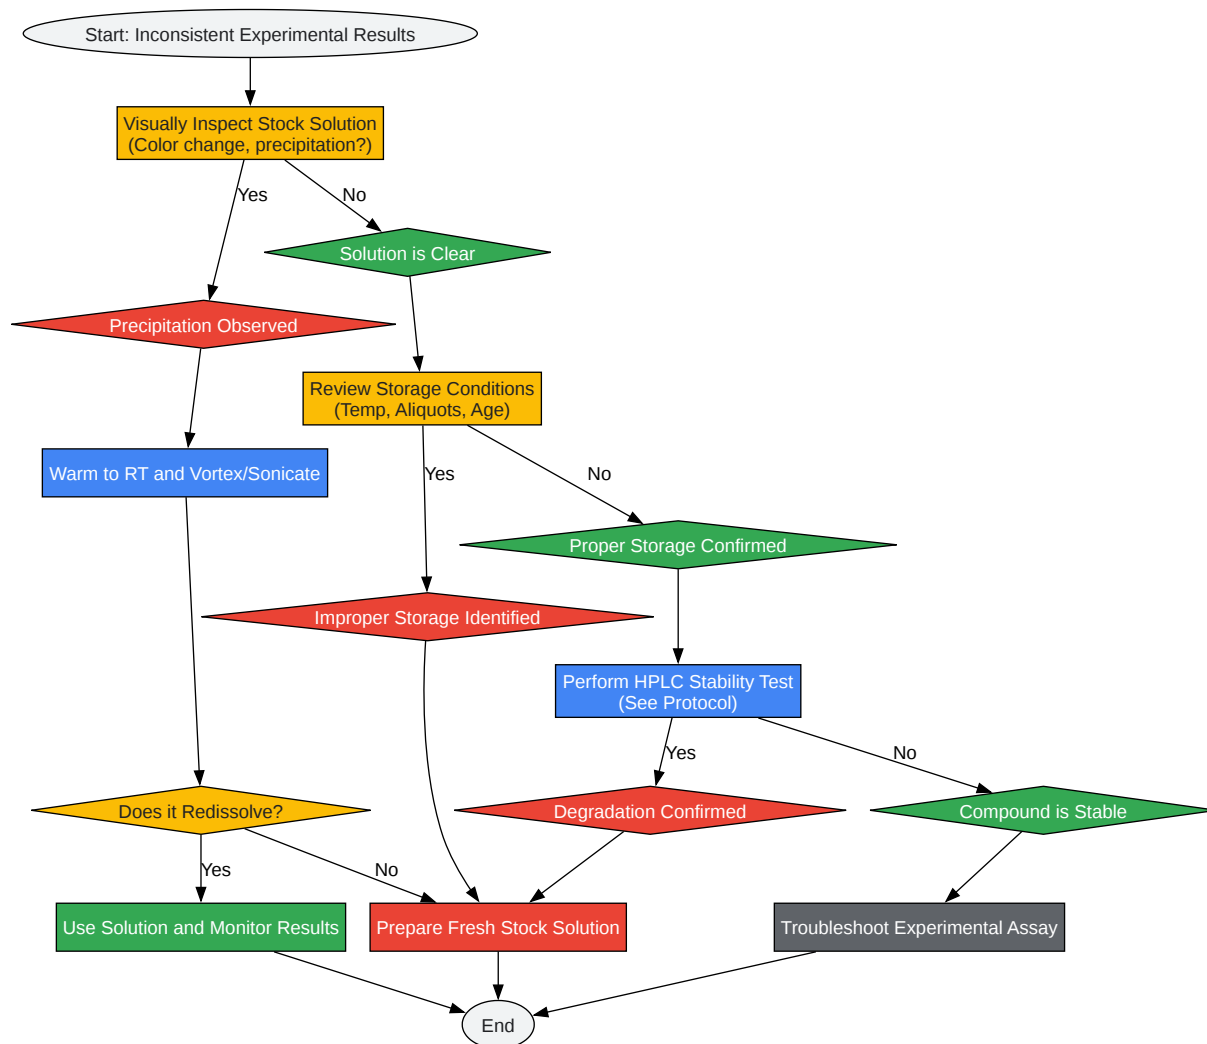 Start: Inconsistent Experimental Results
Visually Inspect Stock Solution
(Color change, precipitation?)
Yes
No
Solution is Clear
Precipitation Observed
Review Storage Conditions
(Temp, Aliquots, Age)
Warm to RT and Vortex/Sonicate
Yes
No
Proper Storage Confirmed
Improper Storage Identified
Perform HPLC Stability Test
(See Protocol)
Yes
No
Does it Redissolve?
Degradation Confirmed
Compound is Stable
Yes
No
Use Solution and Monitor Results
Prepare Fresh Stock Solution
Troubleshoot Experimental Assay
End